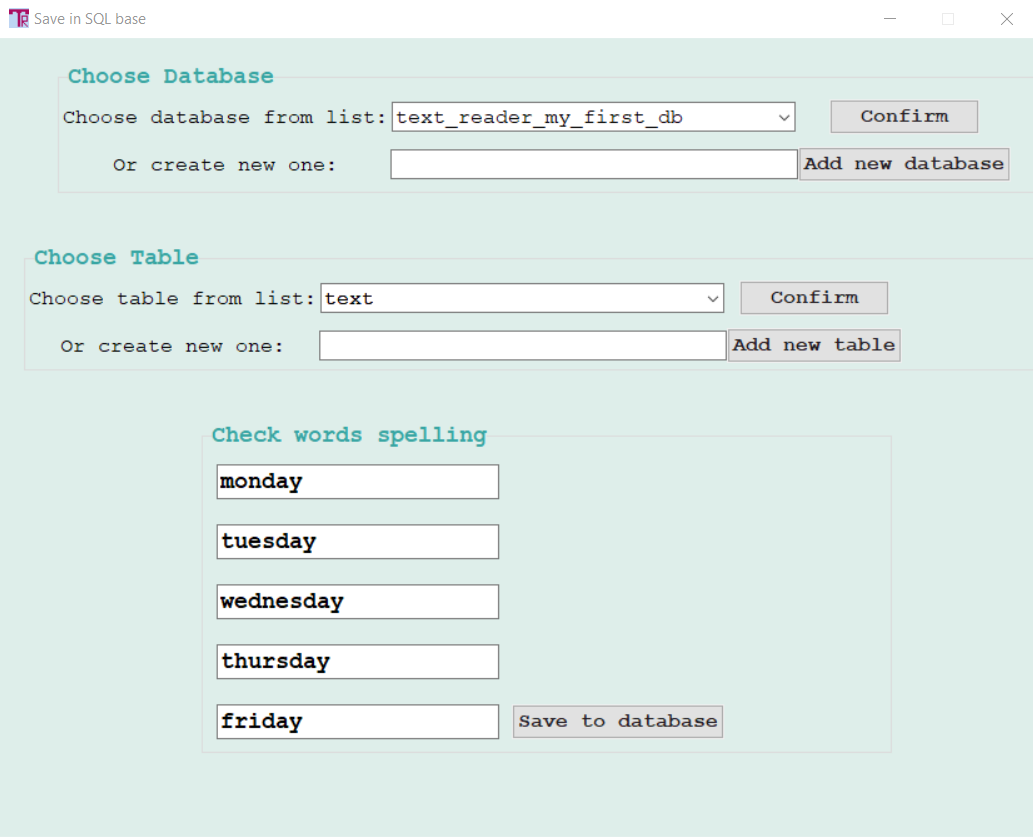 TR Save in SQL base
Choose Database
Choose database from list: text_reader_my_first_db Confirm
Or create new one: Add new database
Choose Table
Choose table from list: text Confirm
Or create new one: Add new table
Check words spelling
monday
tuesday
wednesday
thursday
friday Save to database